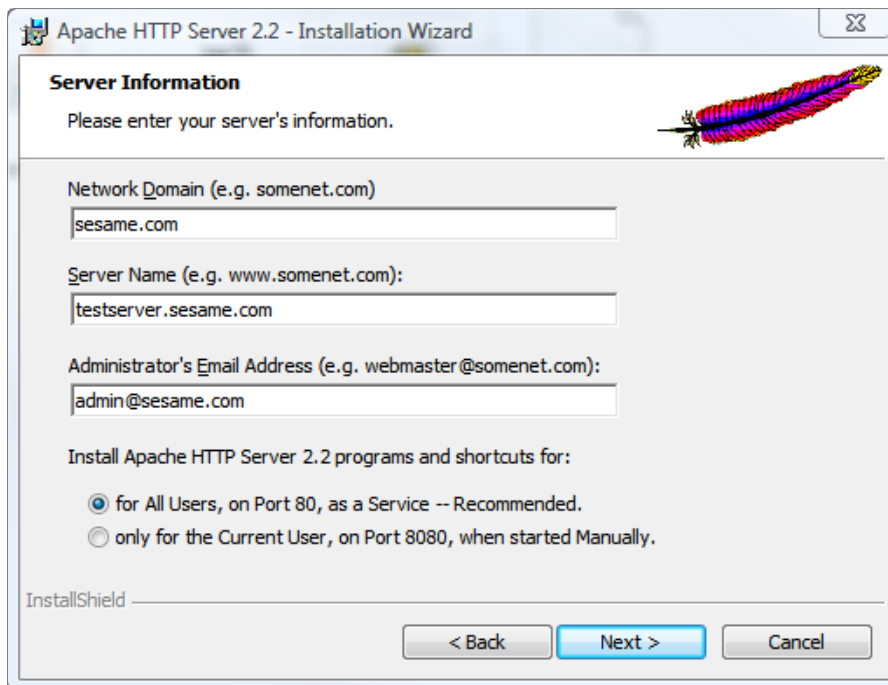 Apache HTTP Server 2.2 - Installation Wizard
Server Information
Please enter your server's information.
Network Domain (e.g. somenet.com)
sesame.com
Server Name (e.g. www.somenet.com):
testserver.sesame.com
Administrator's Email Address (e.g. webmaster@somenet.com):
admin@sesame.com
Install Apache HTTP Server 2.2 programs and shortcuts for:
for All Users, on Port 80, as a Service -- Recommended.
only for the Current User, on Port 8080, when started Manually.
InstallShield
< Back Next > Cancel